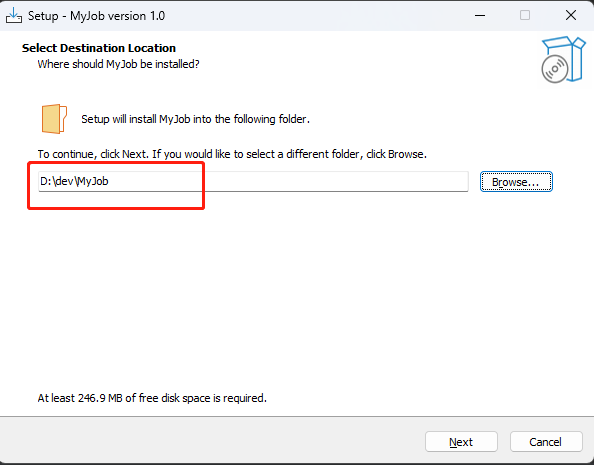 Setup - MyJob version 1.0
Select Destination Location
Where should MyJob be installed?
Setup will install MyJob into the following folder.
To continue, click Next. If you would like to select a different folder, click Browse.
D:\dev\MyJob
Browse...
At least 246.9 MB of free disk space is required.
Next
Cancel